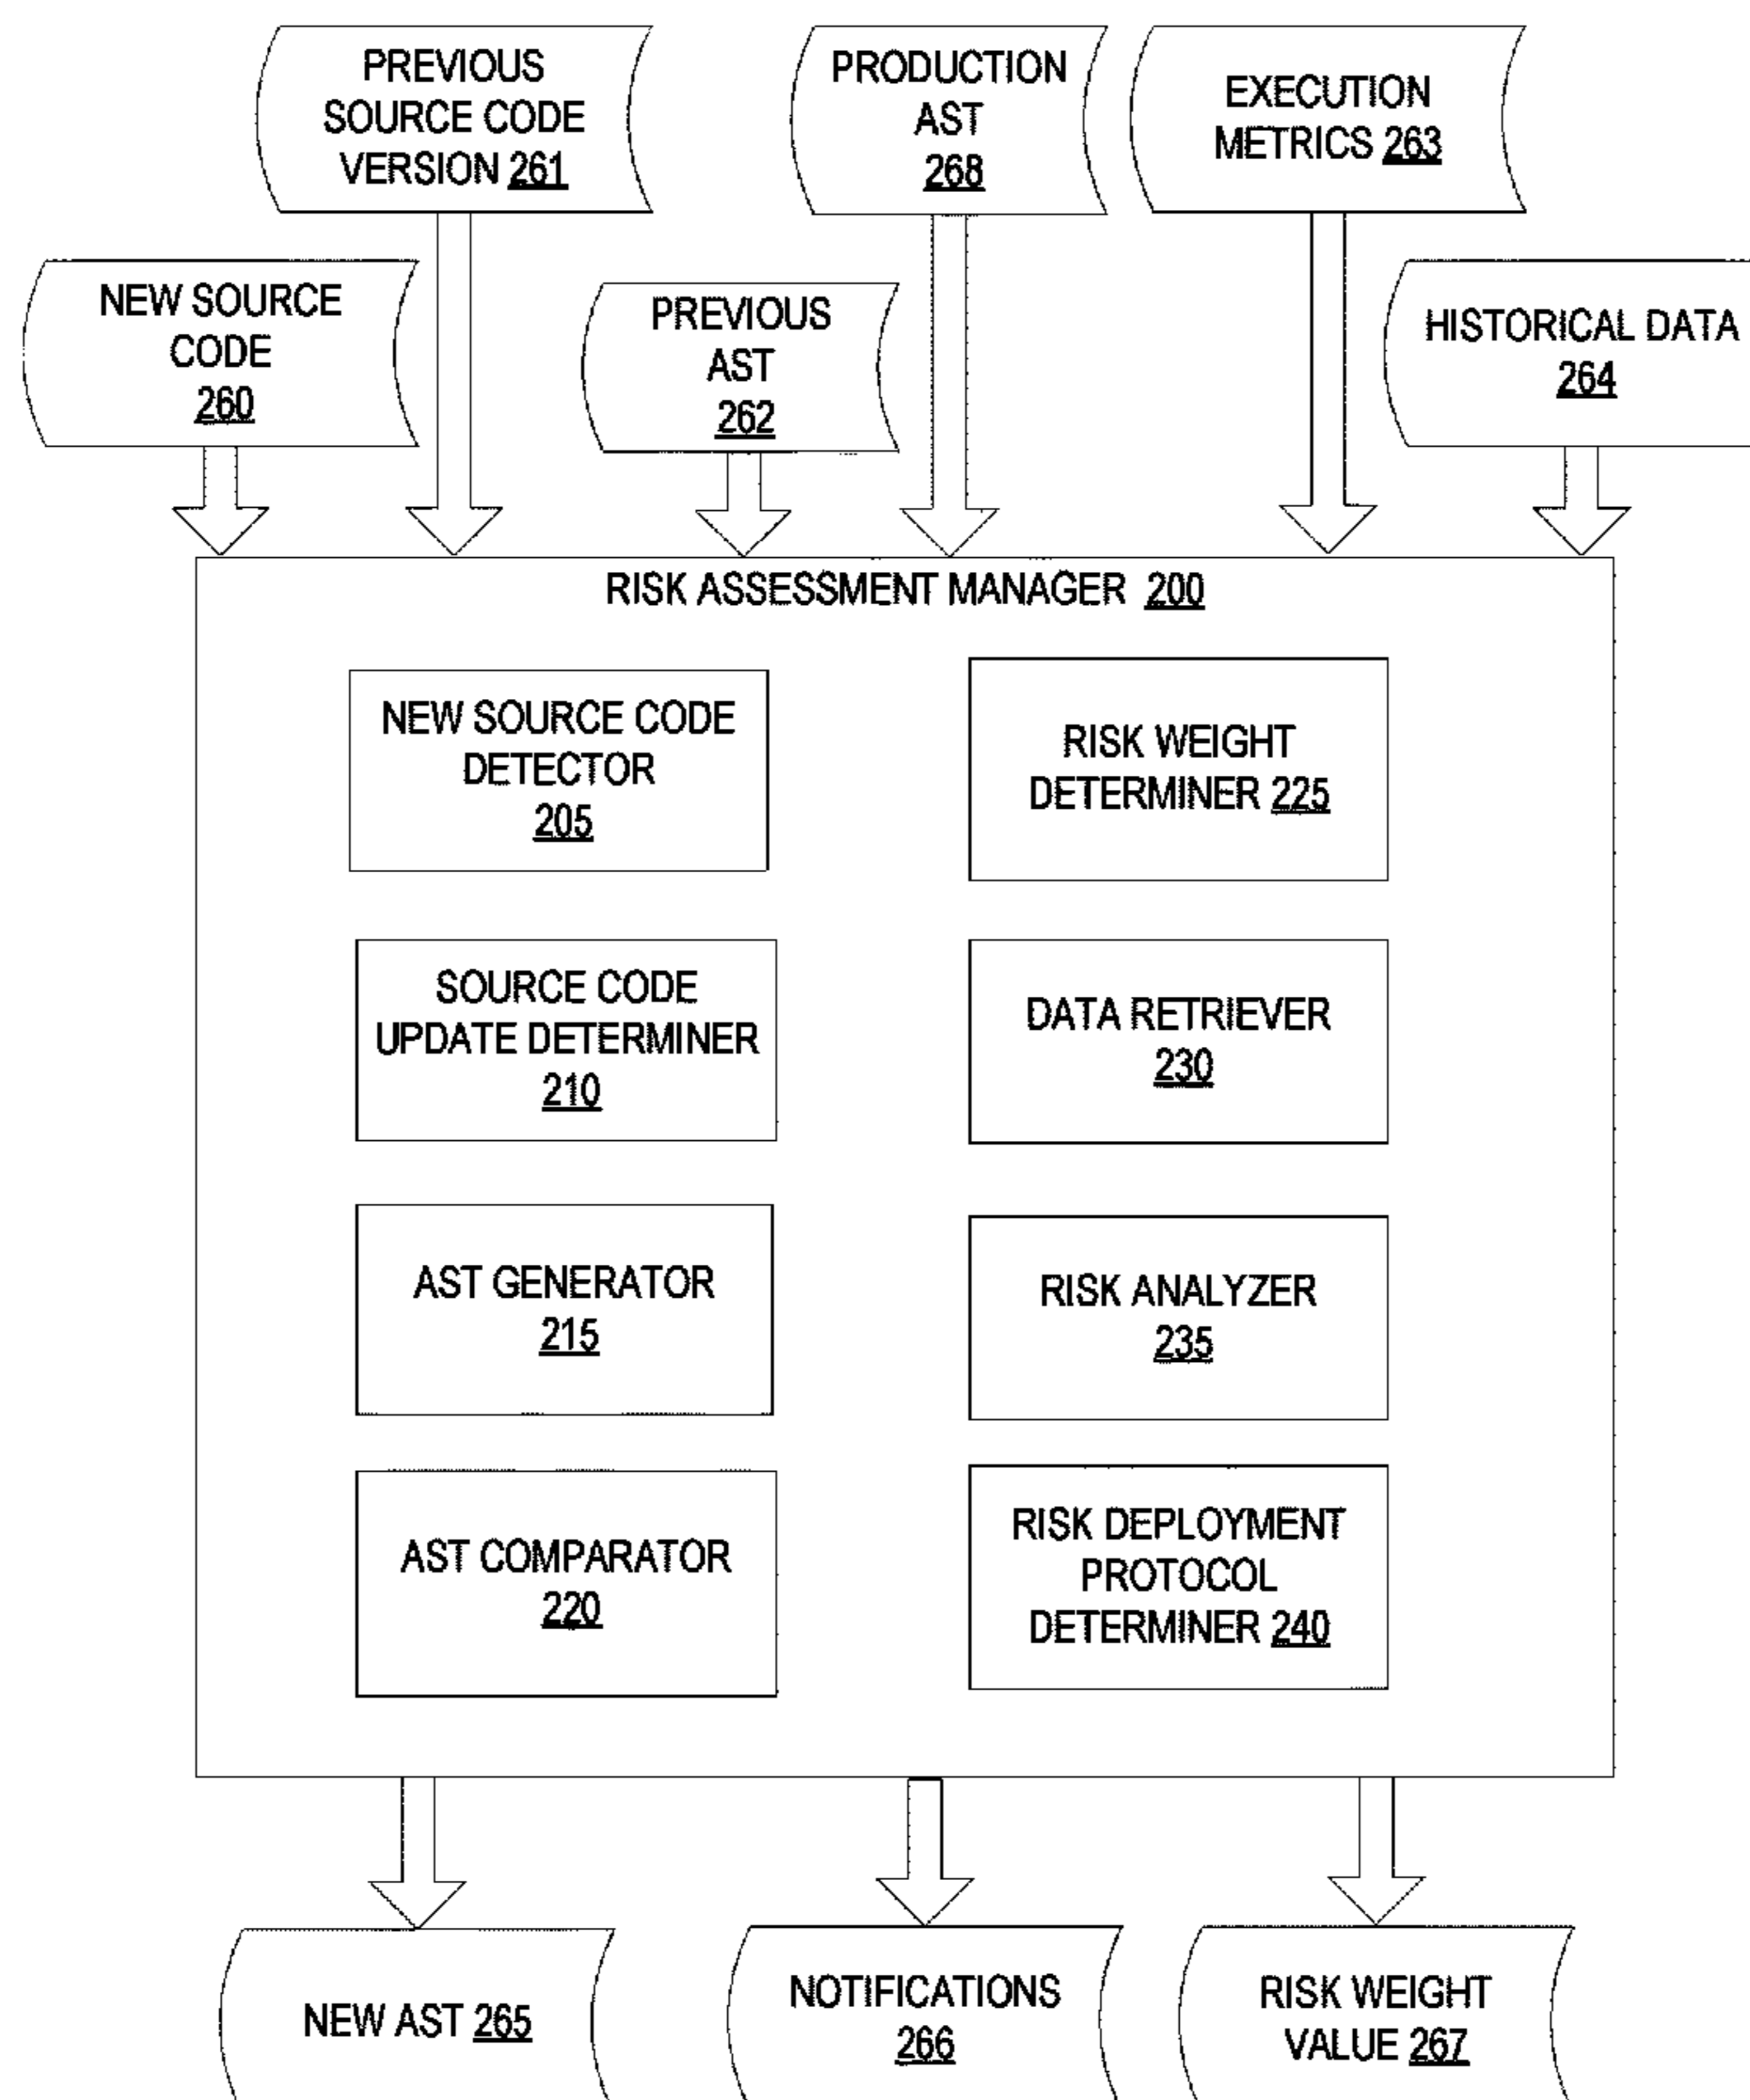 PREVIOUS
SOURCE CODE
VERSION 261
PRODUCTION
AST
268
EXECUTION
METRICS 263
NEW SOURCE
CODE
260
PREVIOUS
AST
262
HISTORICAL DATA
264
RISK ASSESSMENT MANAGER 200
NEW SOURCE CODE
DETECTOR
205
RISK WEIGHT
DETERMINER 225
SOURCE CODE
UPDATE DETERMINER
210
DATA RETRIEVER
230
AST GENERATOR
215
RISK ANALYZER
235
AST COMPARATOR
220
RISK DEPLOYMENT
PROTOCOL
DETERMINER 240
NEW AST 265
NOTIFICATIONS
266
RISK WEIGHT
VALUE 267